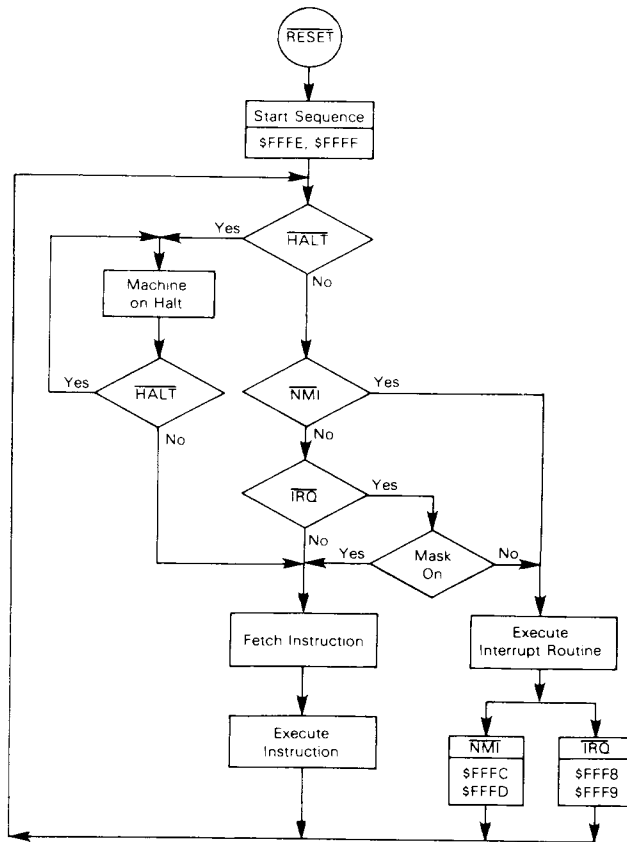 RESET
Start Sequence
$FFFE, $FFFF
Yes
HALT
No
Machine
on Halt
Yes
HALT
No
NMI
Yes
No
IRQ
Yes
No
Yes
Mask
On
No
Fetch Instruction
Execute
Interrupt Routine
Execute
Instruction
NMI
$FFFC
$FFFD
IRQ
$FFF8
$FFF9